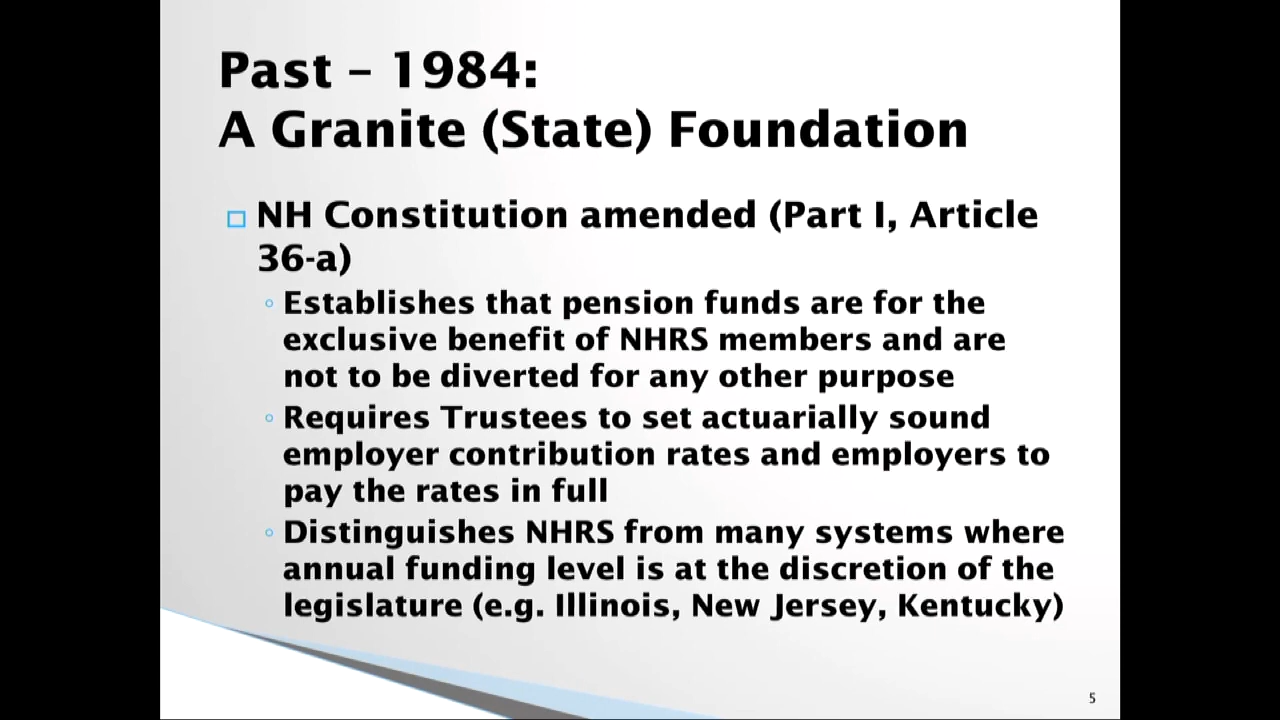 Past – 1984:
A Granite (State) Foundation
NH Constitution amended (Part I, Article
36-a)
Establishes that pension funds are for the
exclusive benefit of NHRS members and are
not to be diverted for any other purpose
Requires Trustees to set actuarially sound
employer contribution rates and employers to
pay the rates in full
Distinguishes NHRS from many systems where
annual funding level is at the discretion of the
legislature (e.g. Illinois, New Jersey, Kentucky)
5